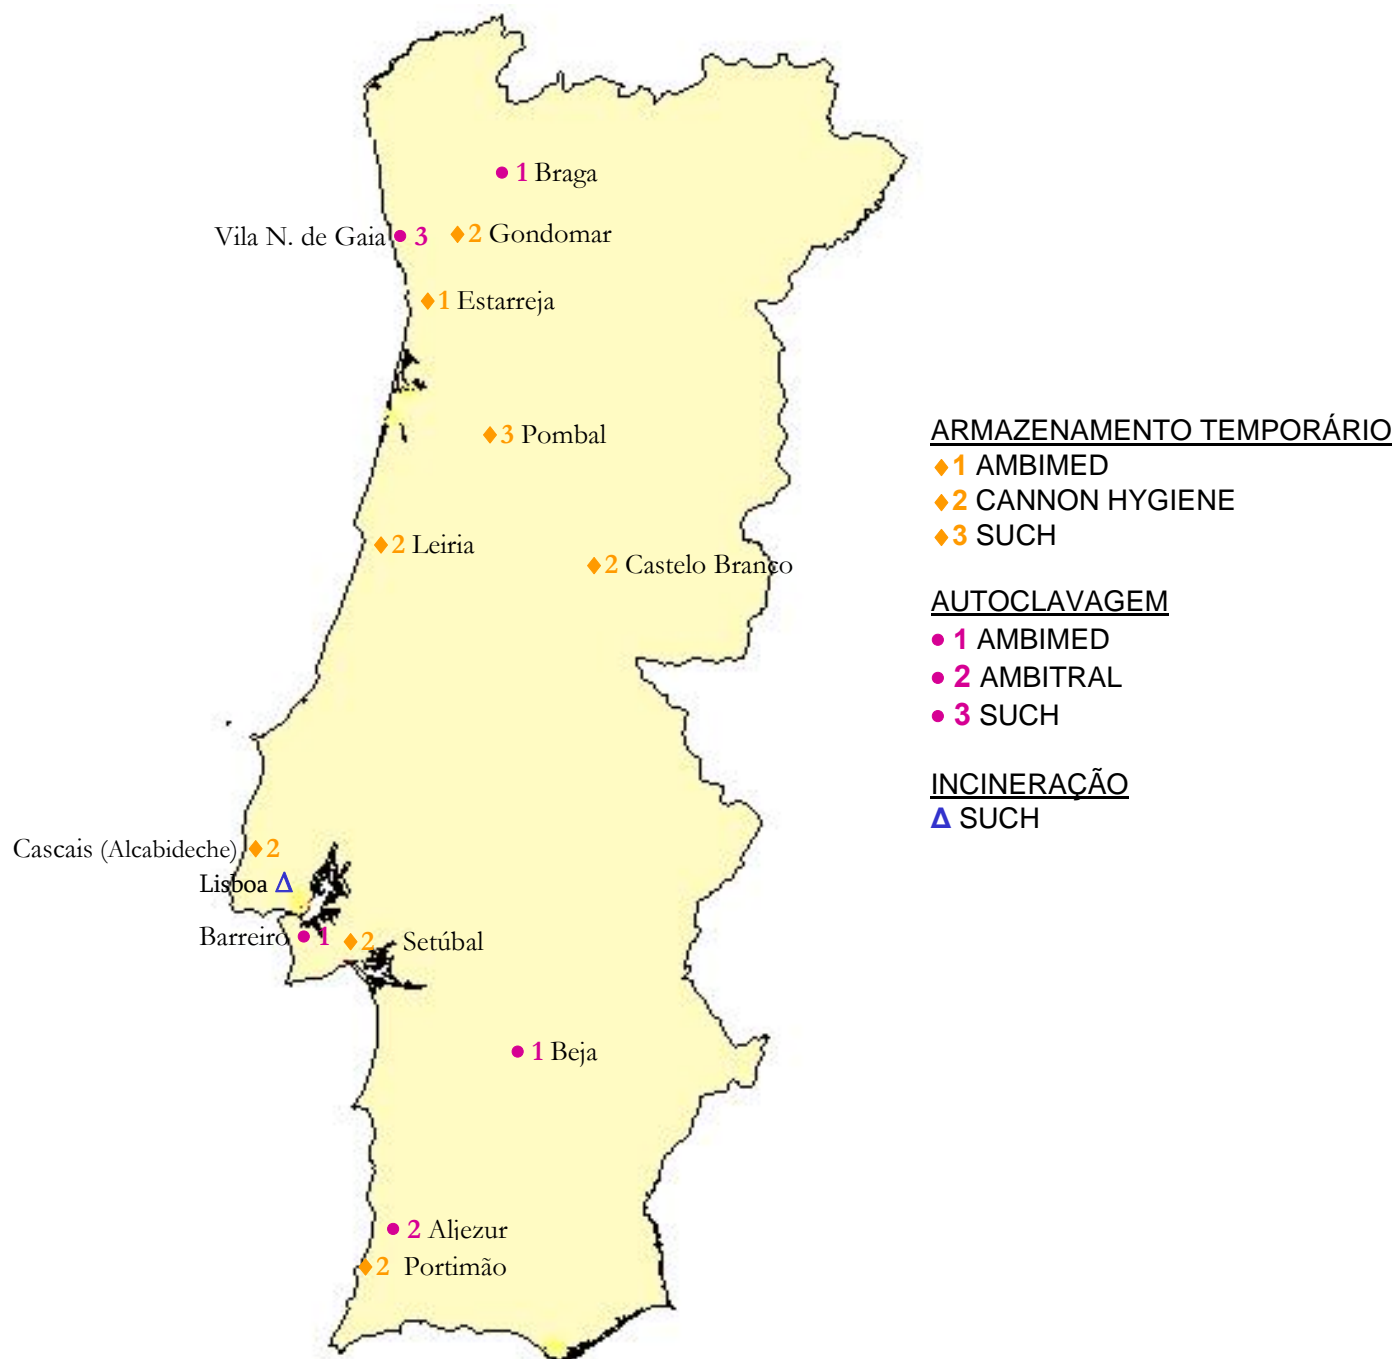 1 Braga
Vila N. de Gaia 3
2 Gondomar
1 Estarreja
3 Pombal
2 Leiria
2 Castelo Branco
Cascais (Alcabideche) 2
Lisboa Δ
Barreiro 1
2 Setúbal
1 Beja
2 Aljezur
2 Portimão
ARMAZENAMENTO TEMPORÁRIO
1 AMBIMED
2 CANNON HYGIENE
3 SUCH
AUTOCLAVAGEM
1 AMBIMED
2 AMBITRAL
3 SUCH
INCINERAÇÃO
Δ SUCH